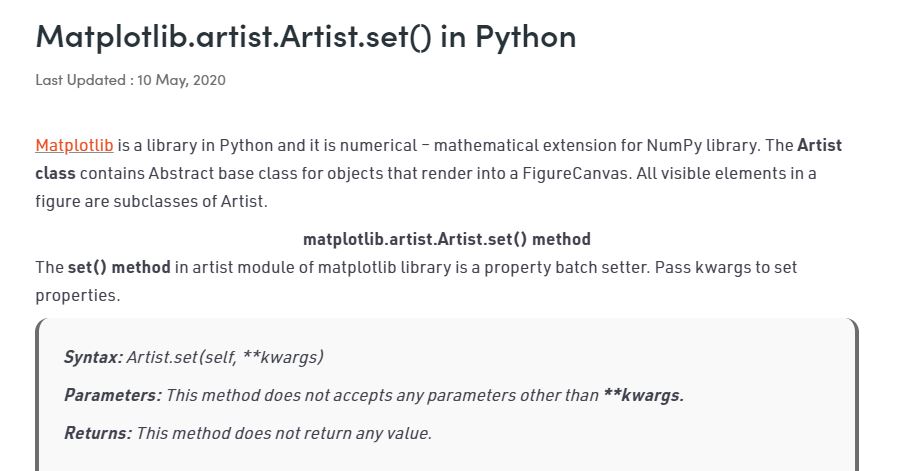 Matplotlib.artist.Artist.set() in Python
Last Updated : 10 May, 2020
Matplotlib is a library in Python and it is numerical – mathematical extension for NumPy library. The Artist
class contains Abstract base class for objects that render into a FigureCanvas. All visible elements in a
figure are subclasses of Artist.
matplotlib.artist.Artist.set() method
The set() method in artist module of matplotlib library is a property batch setter. Pass kwargs to set
properties.
Syntax: Artist.set(self, **kwargs)
Parameters: This method does not accepts any parameters other than **kwargs.
Returns: This method does not return any value.